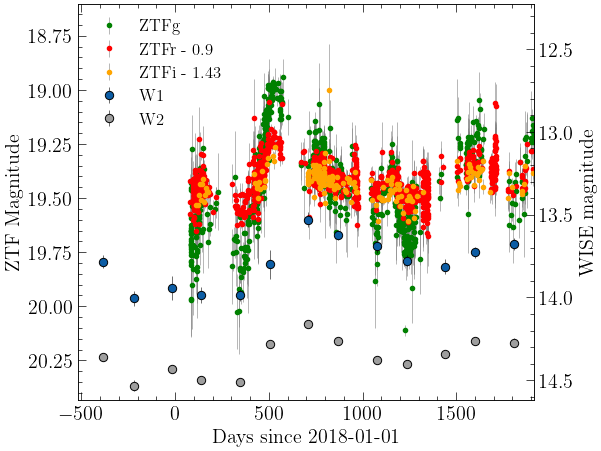 ZTFg
ZTFr - 0.9
ZTFi - 1.43
W1
W2
18.75
19.00
19.25
19.50
19.75
20.00
20.25
ZTF Magnitude
12.5
13.0
13.5
14.0
14.5
WISE magnitude
−500
0
500
1000
1500
Days since 2018-01-01